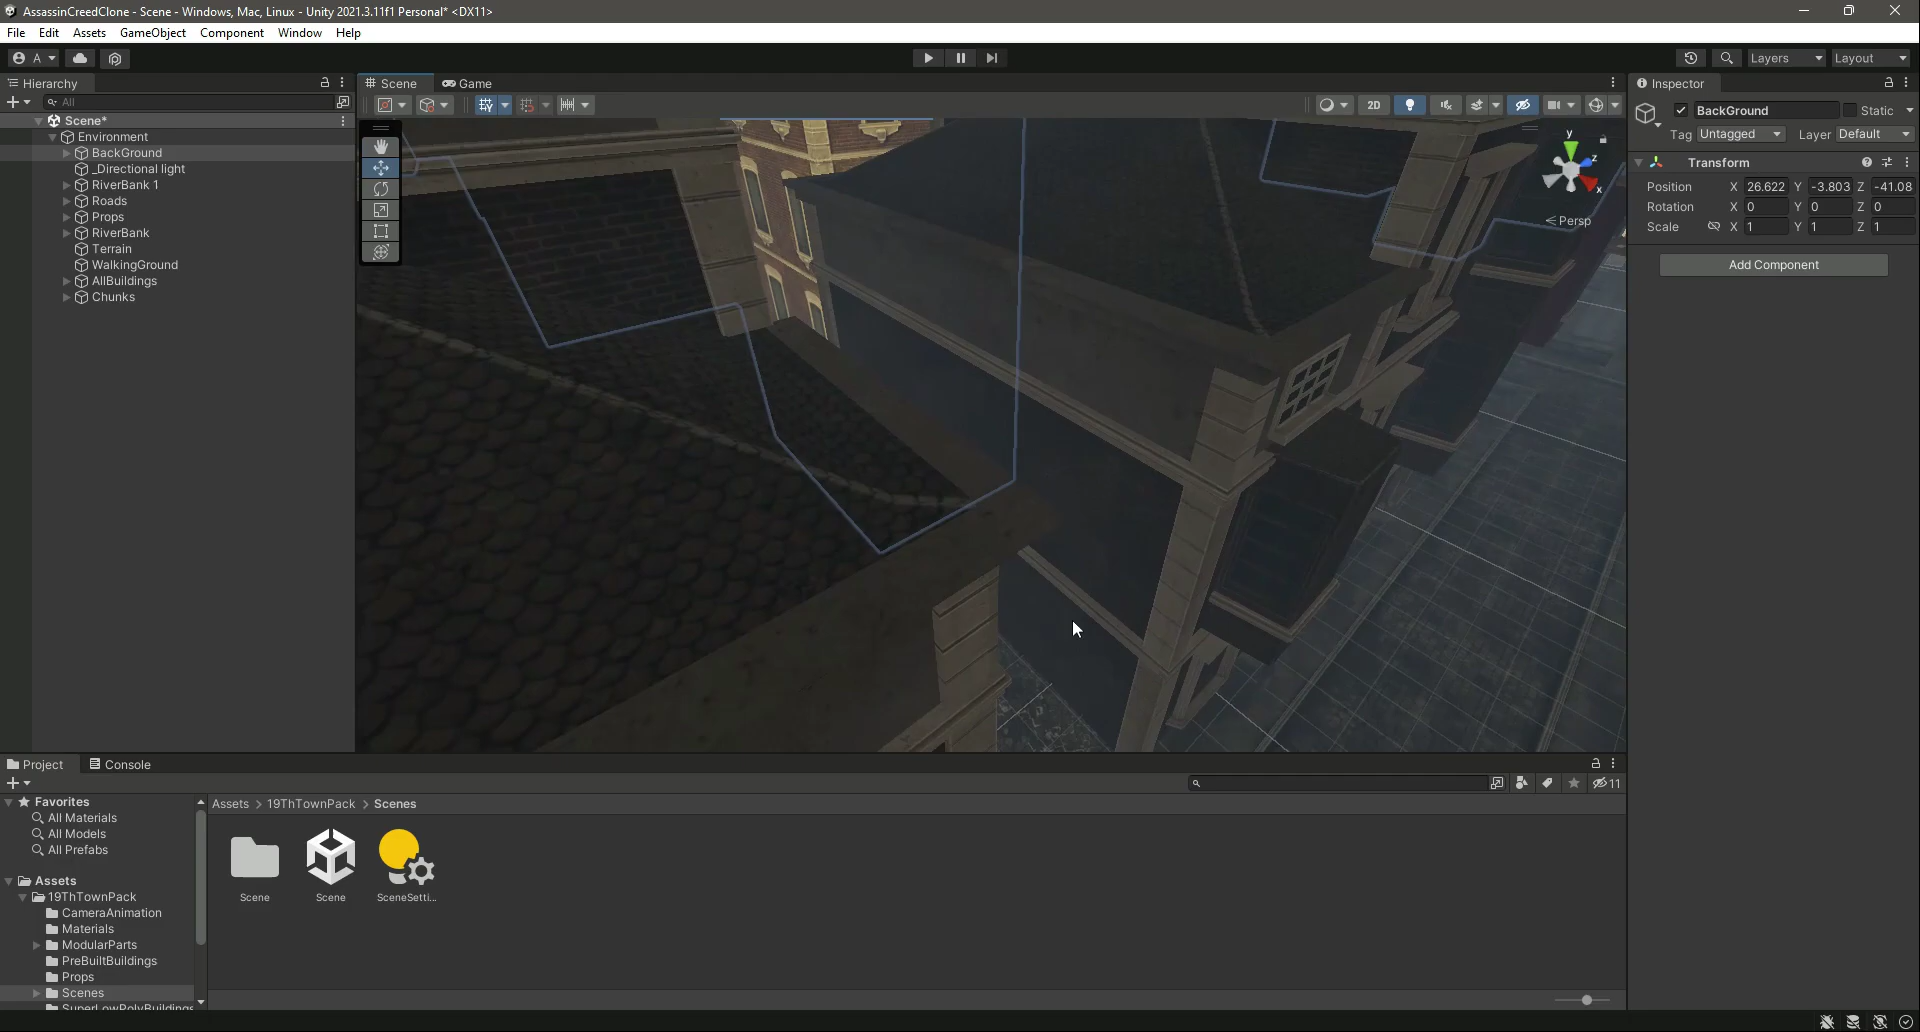 AssassinCreedClone - Scene - Windows, Mac, Linux - Unity 2021.3.11f1 Personal* <DX11>
File Edit Assets GameObject Component Window Help
A
Layers Layout
Hierarchy
All
Scene*
Environment
BackGround
_Directional light
RiverBank 1
Roads
Props
RiverBank
Terrain
WalkingGround
AllBuildings
Chunks
Scene Game
2D
y
z
x
< Persp
Inspector
BackGround Static
Tag Untagged Layer Default
Transform
Position X 26.622 Y -3.803 Z -41.08
Rotation X 0 Y 0 Z 0
Scale X 1 Y 1 Z 1
Add Component
Project Console
11
Favorites
All Materials
All Models
All Prefabs
Assets
19ThTownPack
CameraAnimation
Materials
ModularParts
PreBuiltBuildings
Props
Scenes
SuperLowPolyBuildings
Assets > 19ThTownPack > Scenes
Scene Scene SceneSetti...